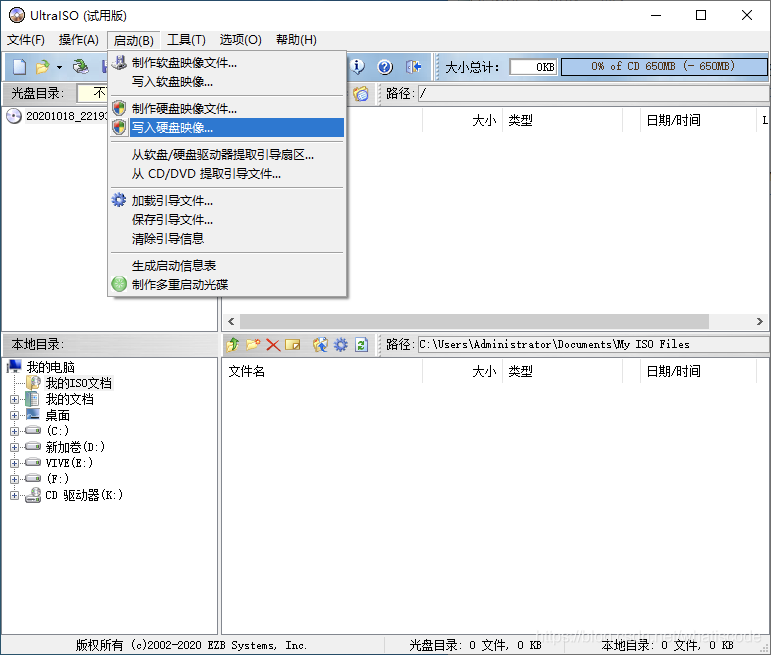 UltraISO (试用版)
文件(F) 操作(A) 启动(B) 工具(T) 选项(O) 帮助(H)
大小总计: 0KB 0% of CD 650MB (- 650MB)
光盘目录: 不 路径: /
20201018_2219
大小 类型 日期/时间 L
制作软盘映像文件...
写入软盘映像...
制作硬盘映像文件...
写入硬盘映像...
从软盘/硬盘驱动器提取引导扇区...
从 CD/DVD 提取引导文件...
加载引导文件...
保存引导文件...
清除引导信息
生成启动信息表
制作多重启动光碟
本地目录: 路径: C:\Users\Administrator\Documents\My ISO Files
文件名 大小 类型 日期/时间
我的电脑
我的ISO文档
我的文档
桌面
(C:)
新加卷(D:)
VIVE(E:)
(F:)
CD 驱动器(K:)
版权所有 (c)2002-2020 EZB Systems, Inc. 光盘目录: 0 文件, 0 KB 本地目录: 0 文件, 0 KB